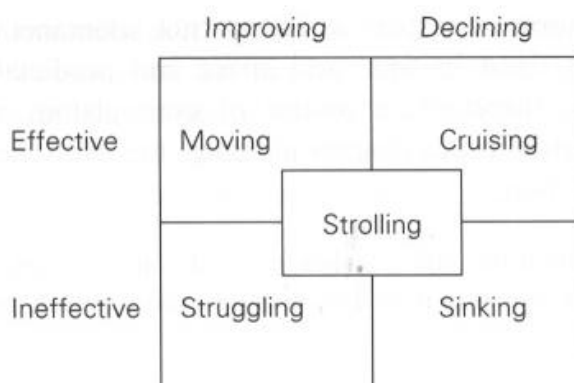 Improving Declining
Effective Moving Cruising
Strolling
Ineffective Struggling Sinking